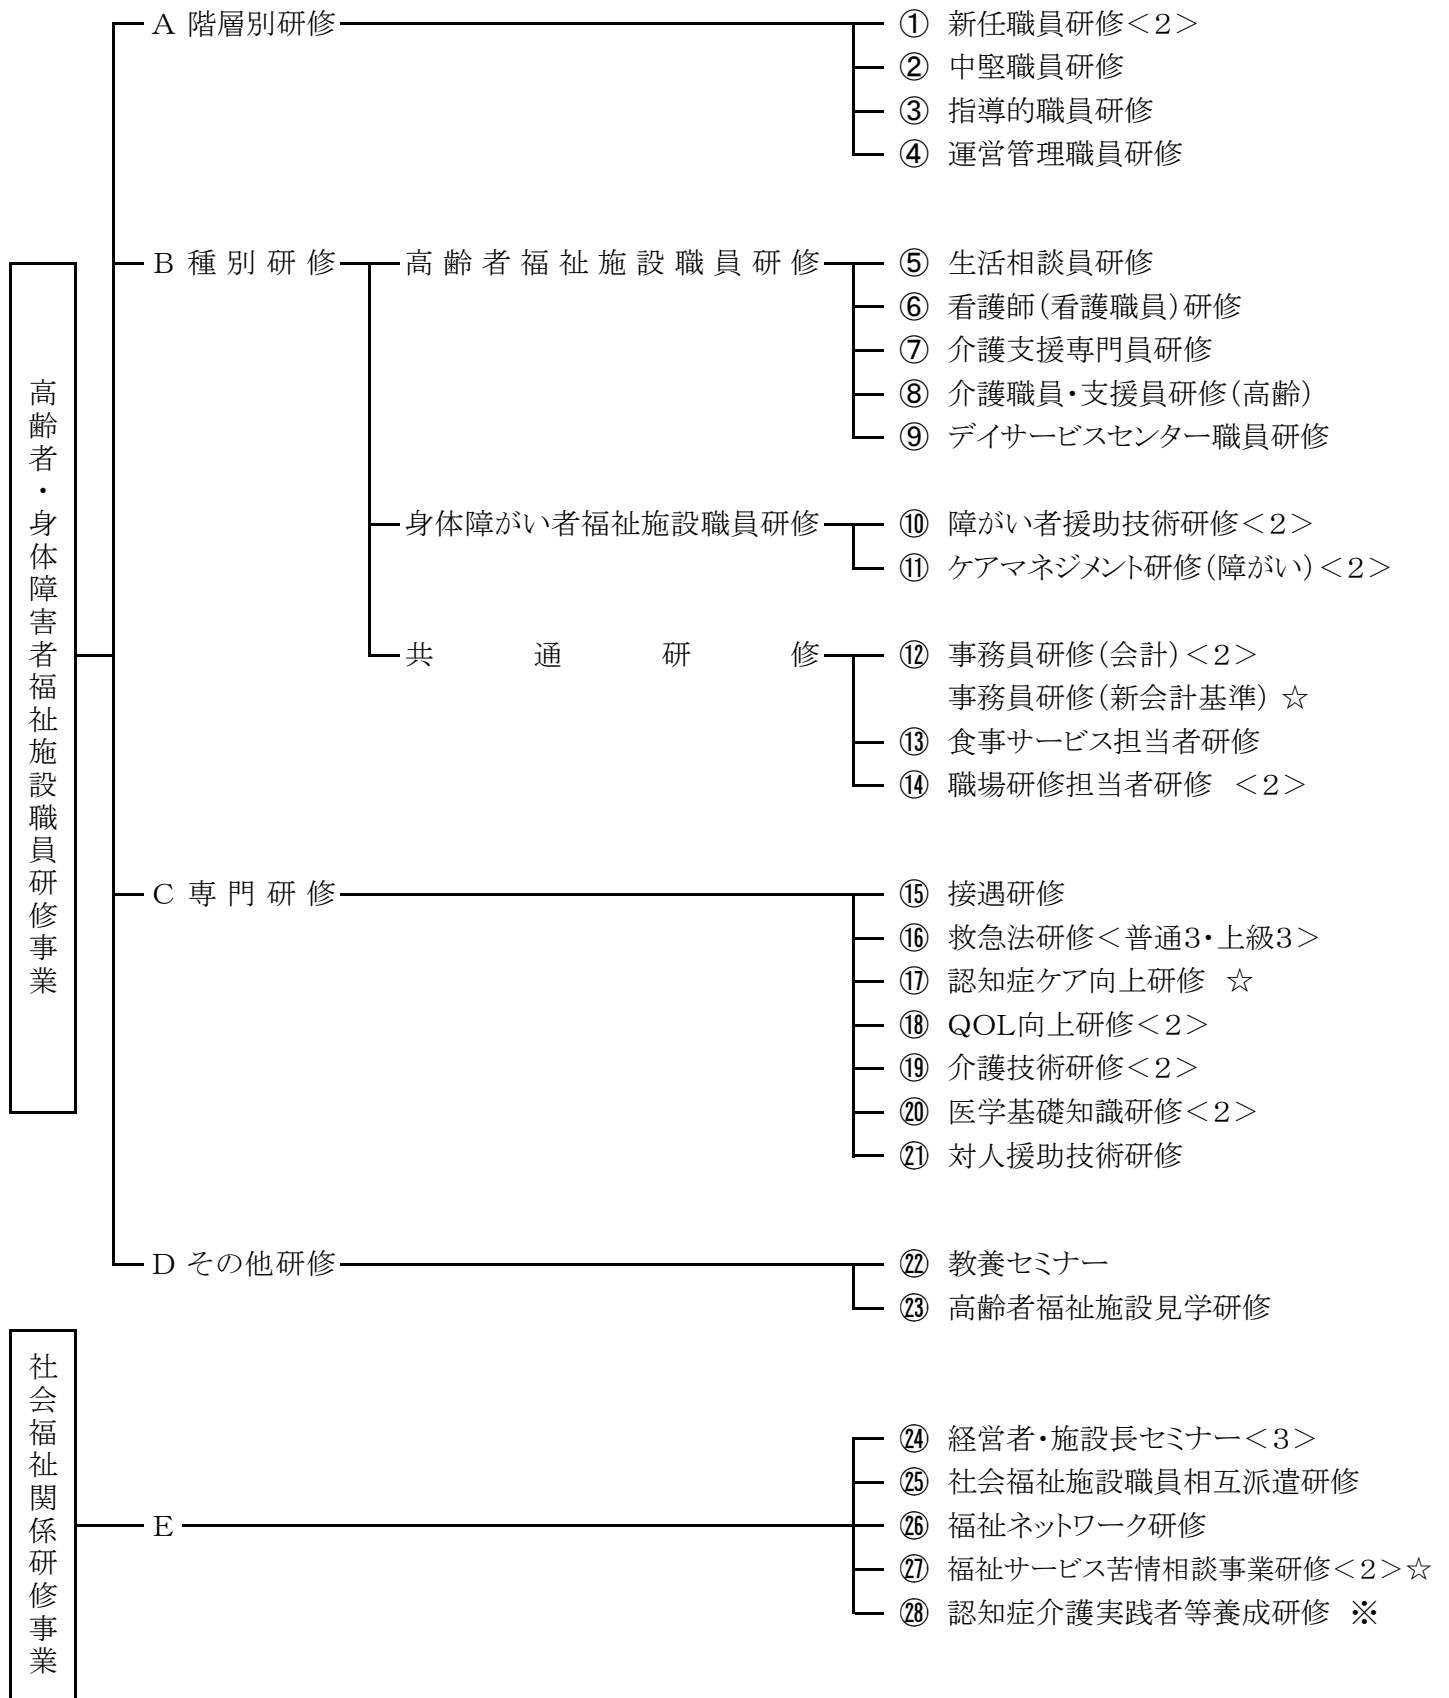 高齢者・身体障害者福祉施設職員研修事業
A 階層別研修
① 新任職員研修＜2＞
② 中堅職員研修
③ 指導的職員研修
④ 運営管理職員研修
B 種別研修
高齢者福祉施設職員研修
⑤ 生活相談員研修
⑥ 看護師(看護職員)研修
⑦ 介護支援専門員研修
⑧ 介護職員・支援員研修(高齢)
⑨ デイサービスセンター職員研修
身体障がい者福祉施設職員研修
⑩ 障がい者援助技術研修＜2＞
⑪ ケアマネジメント研修(障がい)＜2＞
共通研修
⑫ 事務員研修(会計)＜2＞
事務員研修(新会計基準) ☆
⑬ 食事サービス担当者研修
⑭ 職場研修担当者研修 ＜2＞
C 専門研修
⑮ 接遇研修
⑯ 救急法研修＜普通3・上級3＞
⑰ 認知症ケア向上研修 ☆
⑱ QOL向上研修＜2＞
⑲ 介護技術研修＜2＞
⑳ 医学基礎知識研修＜2＞
㉑ 対人援助技術研修
D その他研修
㉒ 教養セミナー
㉓ 高齢者福祉施設見学研修
社会福祉関係研修事業
E
㉔ 経営者・施設長セミナー＜3＞
㉕ 社会福祉施設職員相互派遣研修
㉖ 福祉ネットワーク研修
㉗ 福祉サービス苦情相談事業研修＜2＞☆
㉘ 認知症介護実践者等養成研修 ※